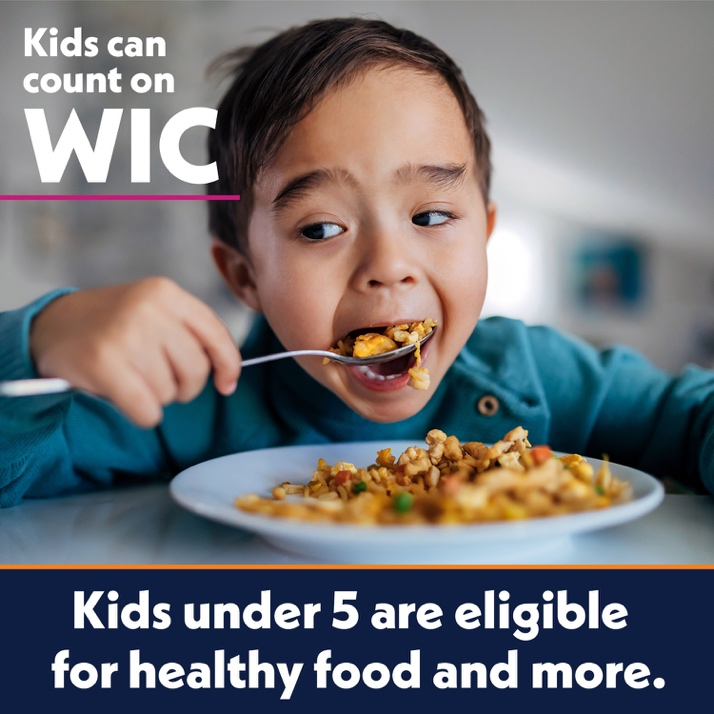 Kids can
count on
WIC
Kids under 5 are eligible
for healthy food and more.